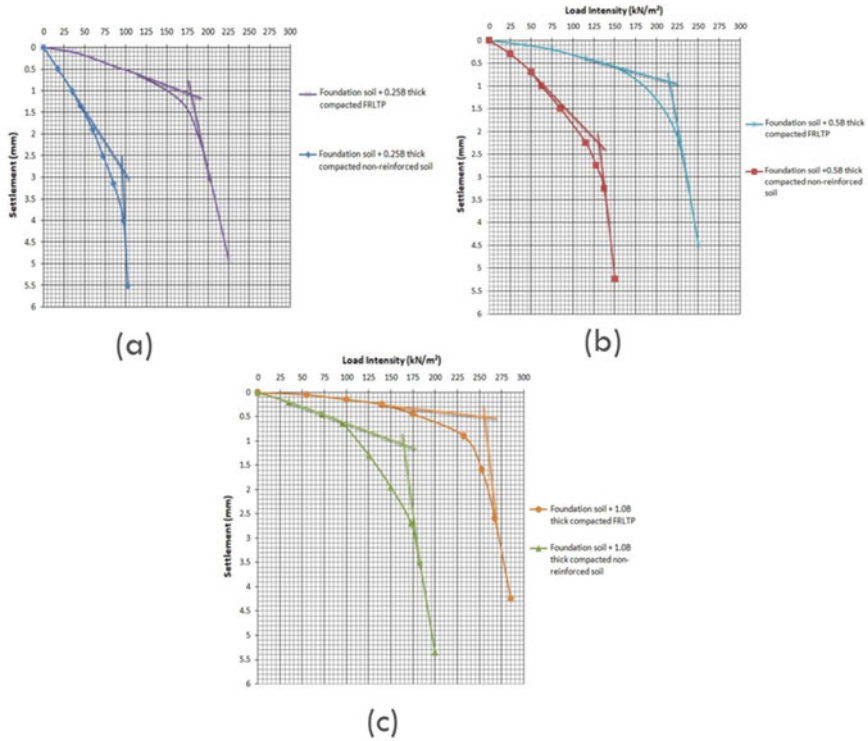 Load Intensity (kN/m²)
0 25 50 75 100 125 150 175 200 225 250 275 300
0
0.5
1
1.5
2
2.5
3
3.5
4
4.5
5
5.5
6
Settlement (mm)
Foundation soil + 0.25B thick
compacted FRLTP
Foundation soil + 0.25B thick
compacted non-reinforced soil
(a)
Load Intensity (kN/m²)
0 25 50 75 100 125 150 175 200 225 250 275 300
0
0.5
1
1.5
2
2.5
3
3.5
4
4.5
5
5.5
6
Settlement (mm)
Foundation soil + 0.5B thick
compacted FRLTP
Foundation soil +0.5B thick
compacted non-reinforced
soil
(b)
Load Intensity (kN/m²)
0 25 50 75 100 125 150 175 200 225 250 275 300
0
0.5
1
1.5
2
2.5
3
3.5
4
4.5
5
5.5
6
Settlement (mm)
Foundation soil + 1.0B
thick compacted FRLTP
Foundation soil + 1.0B
thick compacted non-
reinforced soil
(c)